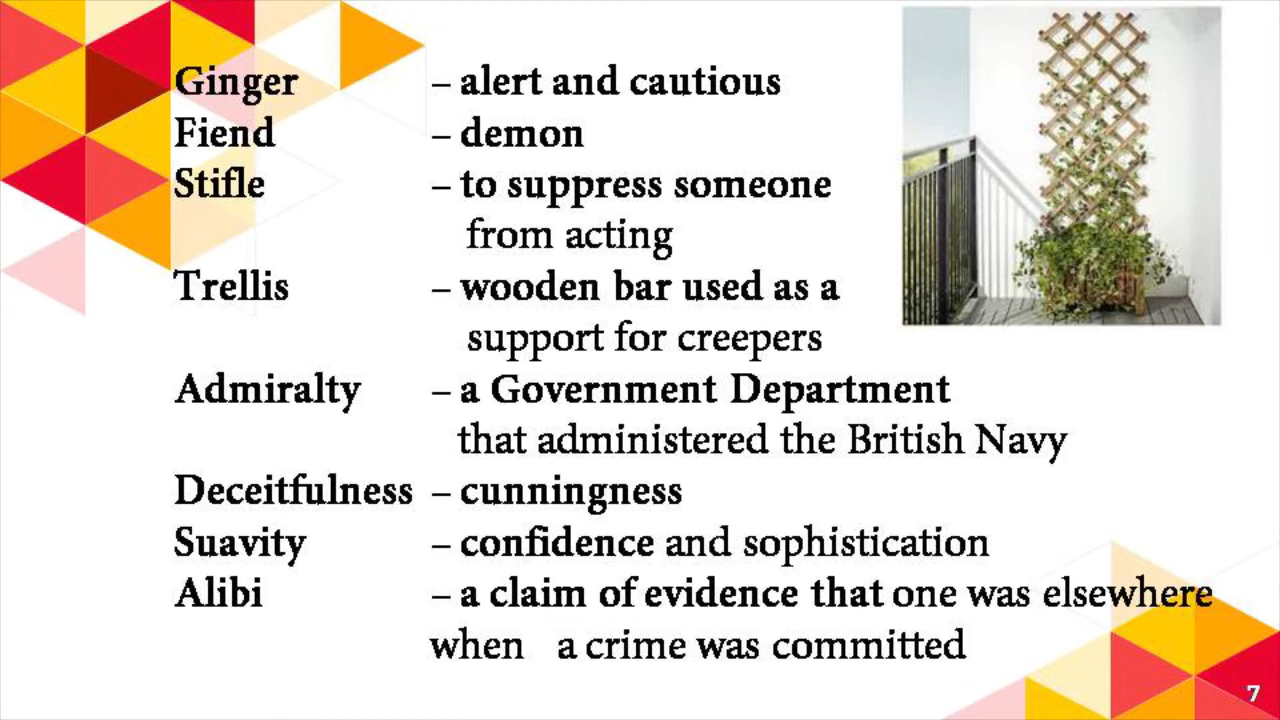 Ginger – alert and cautious
Fiend – demon
Stifle – to suppress someone
from acting
Trellis – wooden bar used as a
support for creepers
Admiralty – a Government Department
that administered the British Navy
Deceitfulness – cunningness
Suavity – confidence and sophistication
Alibi – a claim of evidence that one was elsewhere
when a crime was committed
7